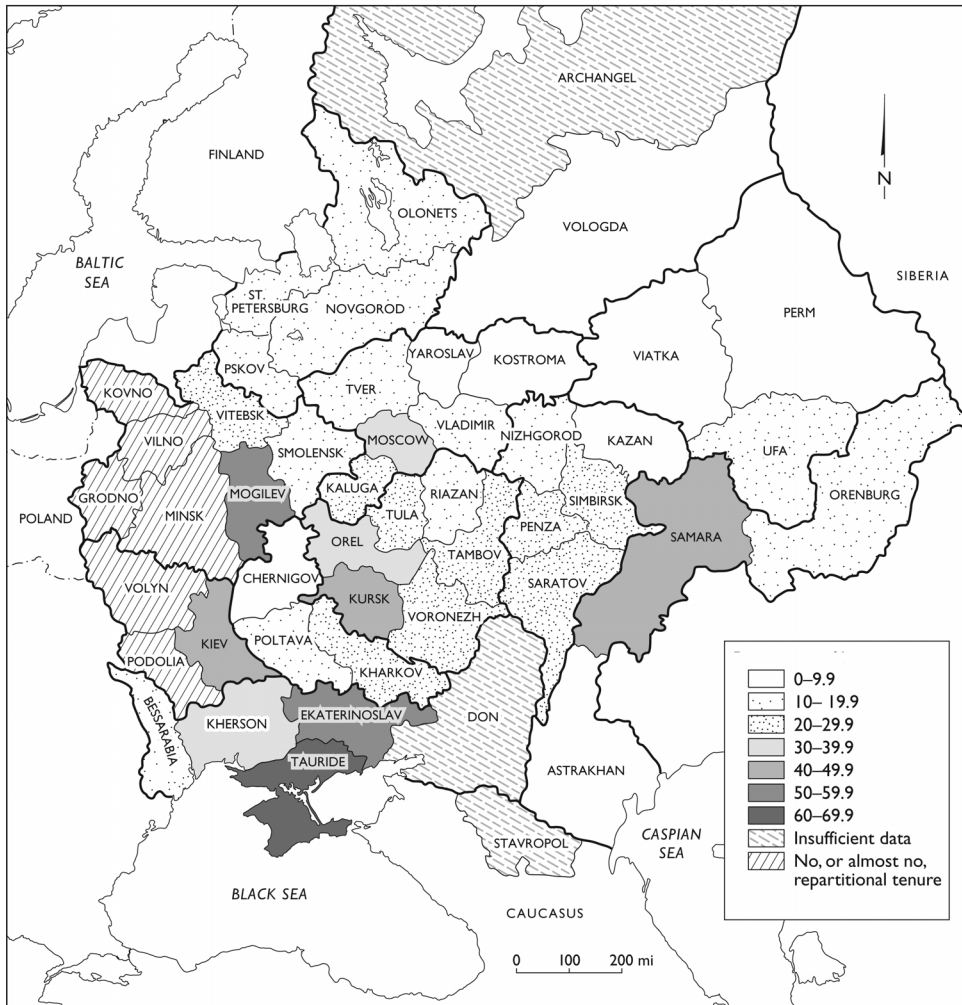 ARCHANGEL
FINLAND
N
OLONETS
VOLOGDA
BALTIC
SEA
SIBERIA
ST.
PETERSBURG
NOVGOROD
PERM
YAROSLAV
KOSTROMA
VIATKA
PSKOV
TVER
KOVNO
VITEBSK
VLADIMIR
NIZHGOROD
KAZAN
MOSCOW
VILNO
SMOLENSK
UFA
KALUGA
RIAZAN
SIMBIRSK
ORENBURG
GRODNO
MOGILEV
MINSK
TULA
PENZA
POLAND
OREL
SAMARA
TAMBOV
CHERNIGOV
SARATOV
VOLYN
KURSK
VORONEZH
KIEV
POLTAVA
PODOLIA
KHARKOV
BESSARABIA
KHERSON
EKATERINOSLAV
DON
TAURIDE
ASTRAKHAN
CASPIAN
SEA
STAVROPOL
BLACK SEA
CAUCASUS
0 100 200 mi
0–9.9
10– 19.9
20–29.9
30–39.9
40–49.9
50–59.9
60–69.9
Insufficient data
No, or almost no,
repartitional tenure